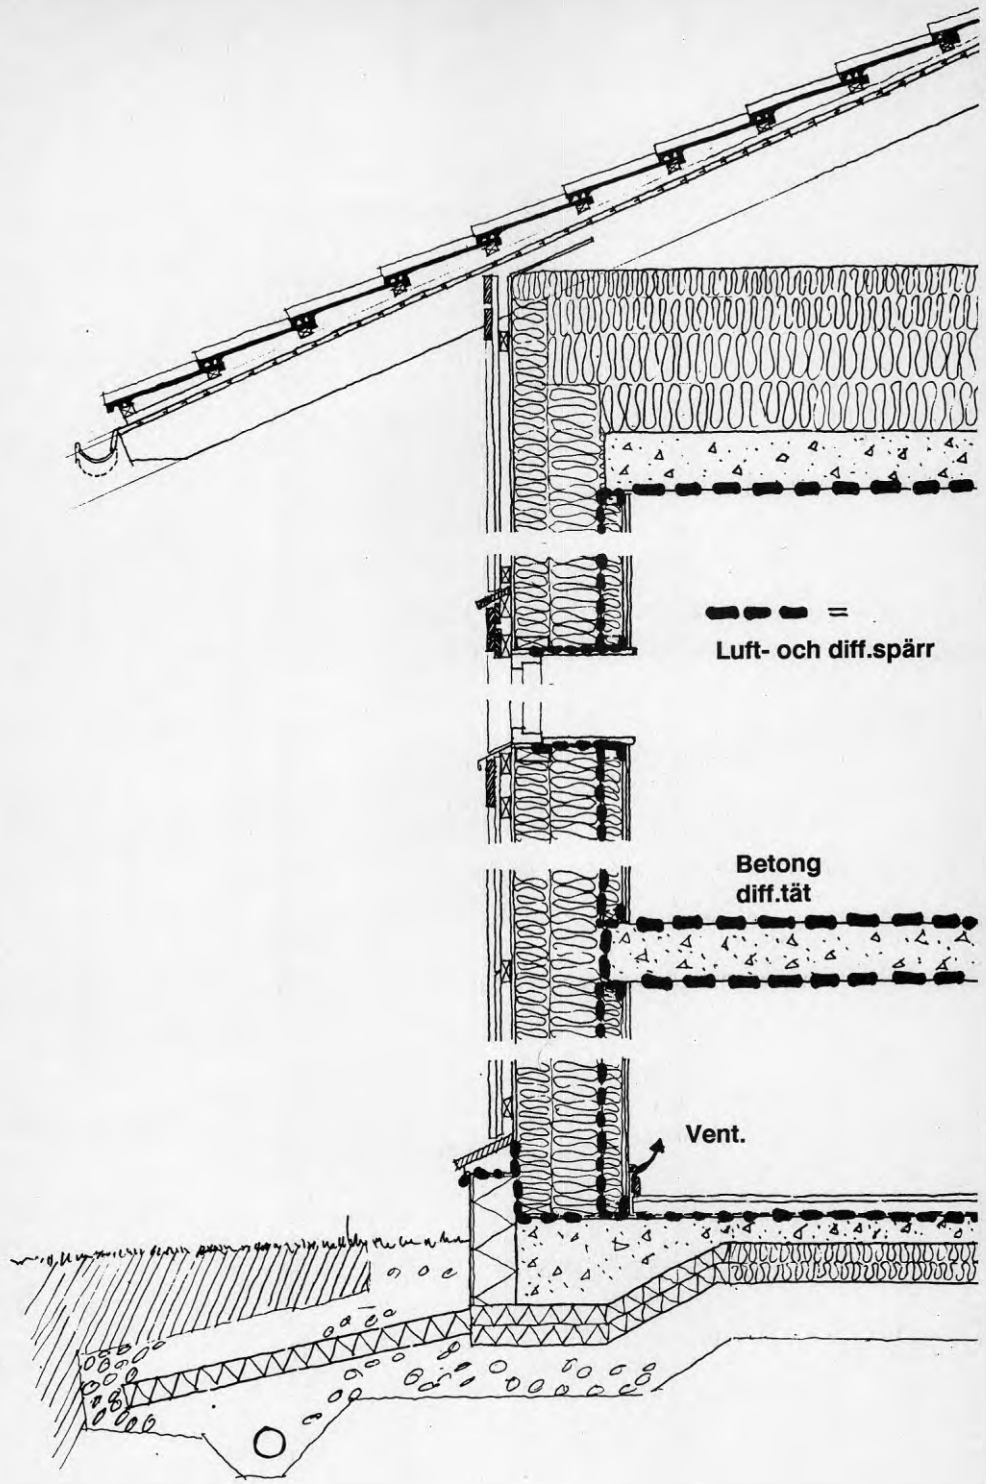 =
Luft- och diff.spärr
Betong
diff.tät
Vent.